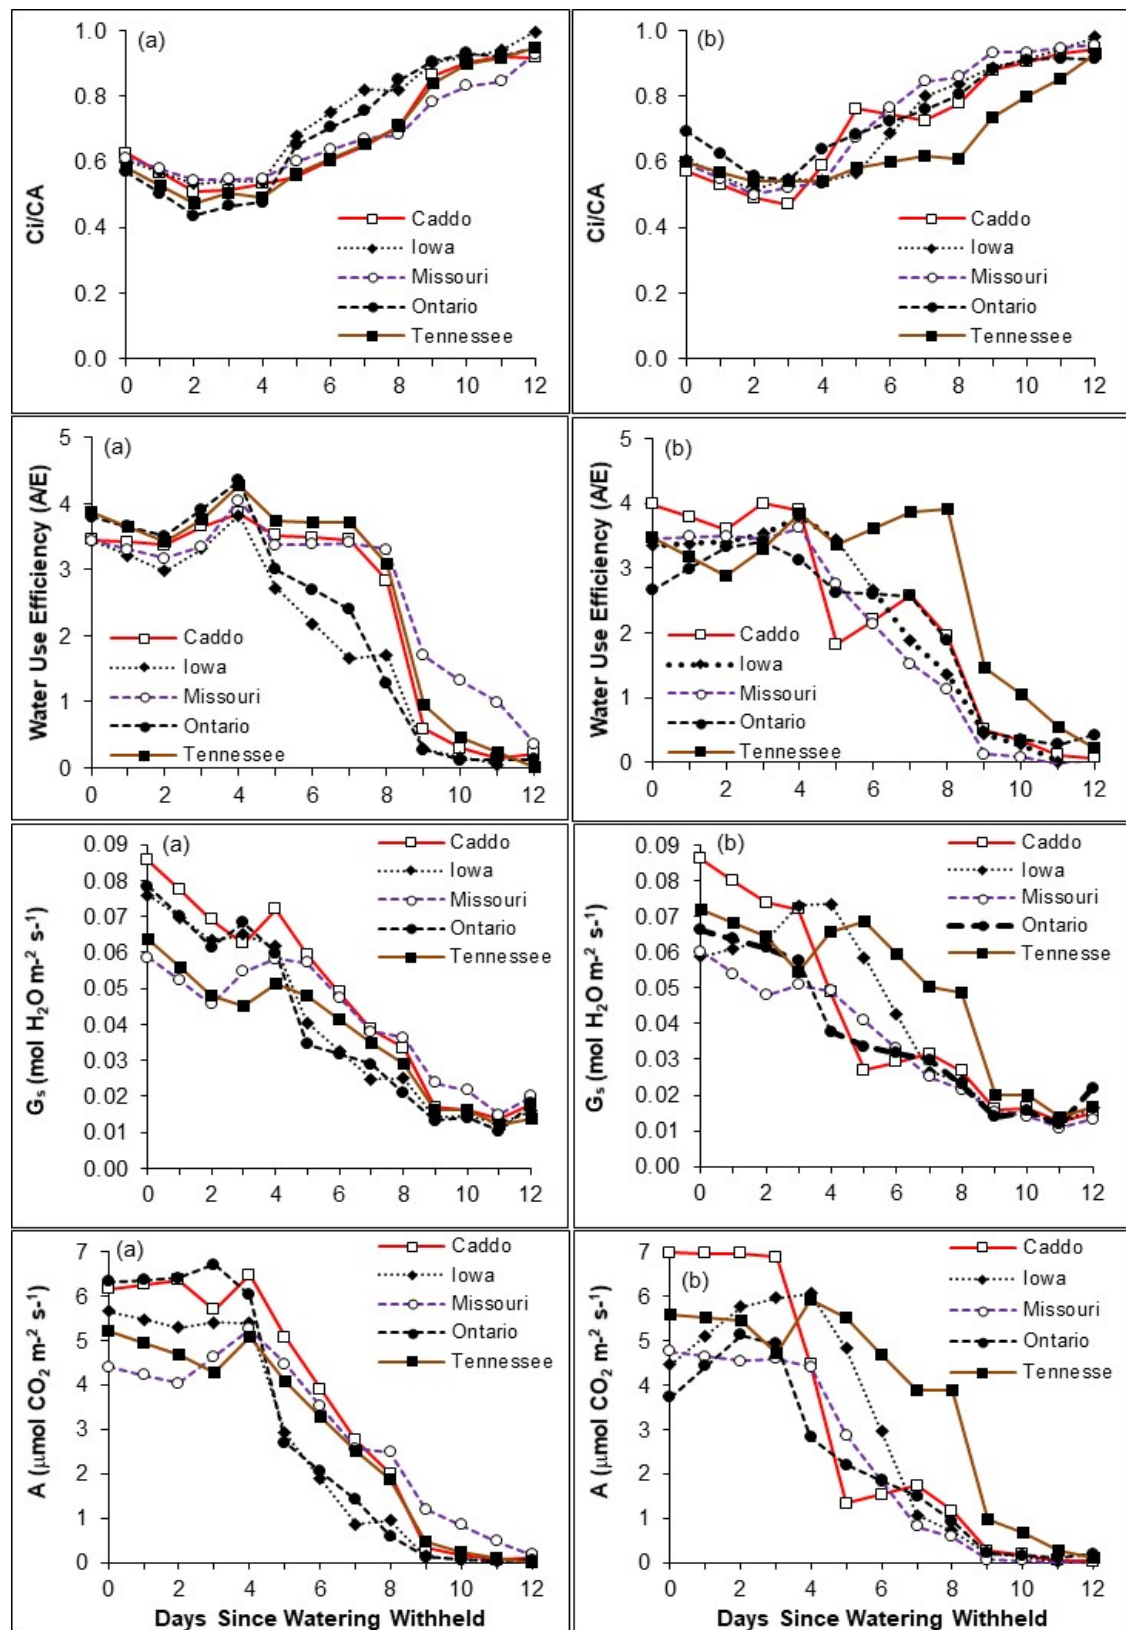 (a)
1.0
0.8
0.6
0.4
0.2
0.0
Ci/CA
Caddo
Iowa
Missouri
Ontario
Tennessee
0 2 4 6 8 10 12
(b)
1.0
0.8
0.6
0.4
0.2
0.0
Ci/CA
Caddo
Iowa
Missouri
Ontario
Tennessee
0 2 4 6 8 10 12
(a)
5
4
3
2
1
0
Water Use Efficiency (A/E)
Caddo
Iowa
Missouri
Ontario
Tennessee
0 2 4 6 8 10 12
(b)
5
4
3
2
1
0
Water Use Efficiency (A/E)
Caddo
Iowa
Missouri
Ontario
Tennessee
0 2 4 6 8 10 12
(a)
0.09
0.08
0.07
0.06
0.05
0.04
0.03
0.02
0.01
0.00
Gs (mol H2O m-2 s-1)
Caddo
Iowa
Missouri
Ontario
Tennessee
0 2 4 6 8 10 12
(b)
0.09
0.08
0.07
0.06
0.05
0.04
0.03
0.02
0.01
0.00
Gs (mol H2O m-2 s-1)
Caddo
Iowa
Missouri
Ontario
Tennesse
0 2 4 6 8 10 12
(a)
7
6
5
4
3
2
1
0
A (µmol CO2 m-2 s-1)
Caddo
Iowa
Missouri
Ontario
Tennessee
0 2 4 6 8 10 12
Days Since Watering Withheld
(b)
7
6
5
4
3
2
1
0
A (µmol CO2 m-2 s-1)
Caddo
Iowa
Missouri
Ontario
Tennesse
0 2 4 6 8 10 12
Days Since Watering Withheld